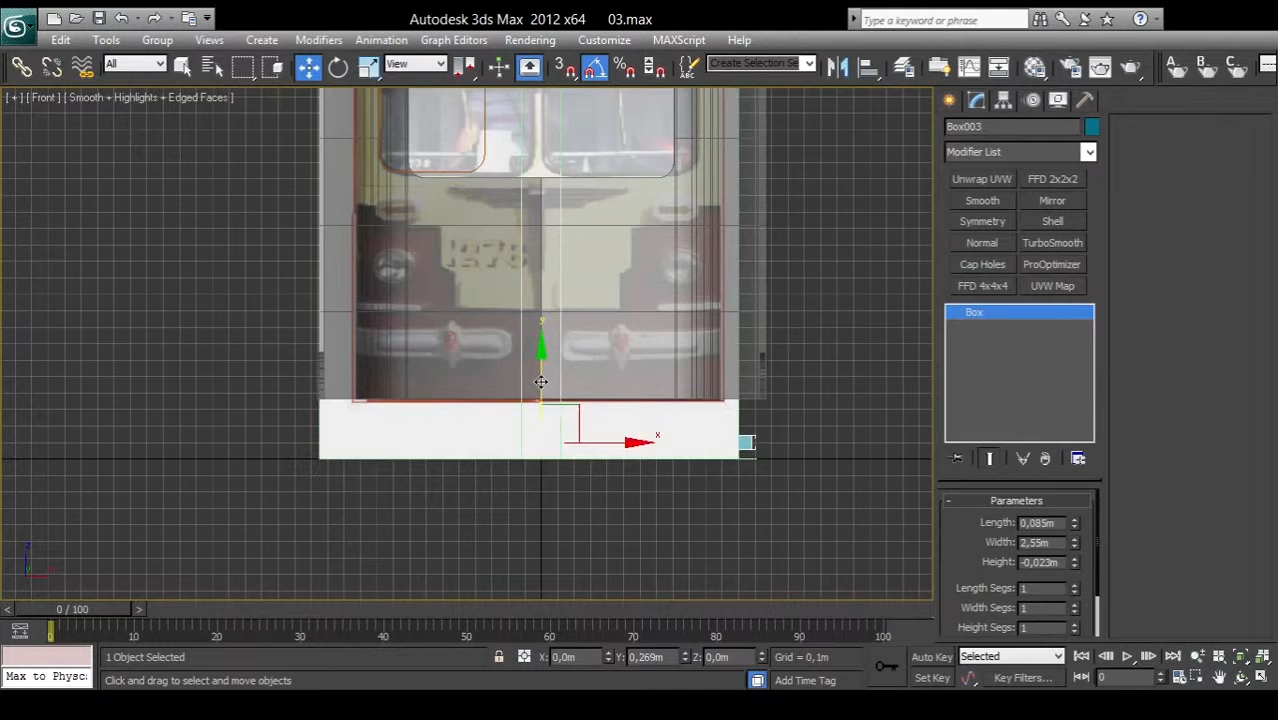 Autodesk 3ds Max 2012 x64 03.max
Type a keyword or phrase
Edit Tools Group Views Create Modifiers Animation Graph Editors Rendering Customize MAXScript Help
All View 3 Create Selection Se A B C
[ + ] [ Front ] [ Smooth + Highlights + Edged Faces ]
Box003
Modifier List
Unwrap UVW FFD 2x2x2
Smooth Mirror
Symmetry Shell
Normal TurboSmooth
Cap Holes ProOptimizer
FFD 4x4x4 UVW Map
Box
y
x
z
Parameters
Length: 0,085m
Width: 2,55m
Height: -0,023m
Length Segs: 1
Width Segs: 1
Height Segs: 1
0 / 100
0 10 20 30 40 50 60 70 80 90 100
1 Object Selected X: 0,0m Y: 0,269m Z: 0,0m Grid = 0,1m Auto Key Selected
Max to Physc Click and drag to select and move objects Add Time Tag Set Key Key Filters... 0